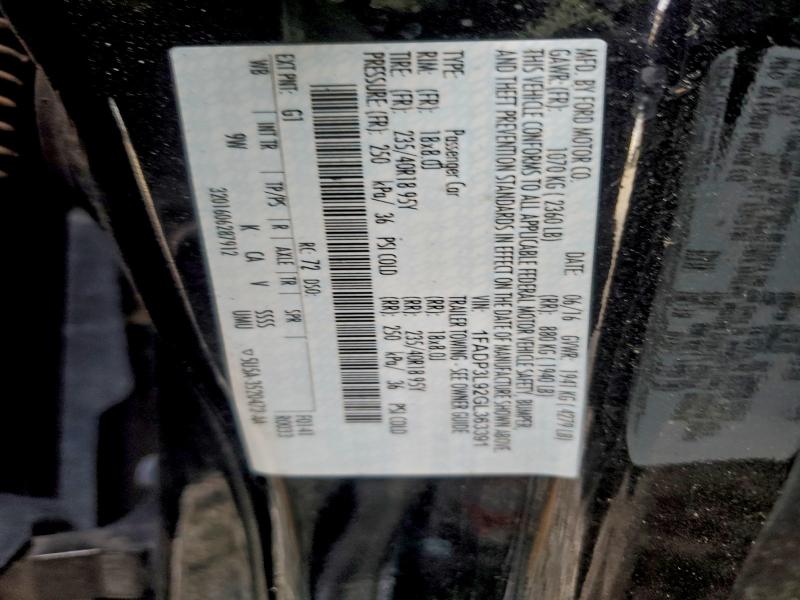 MFD. BY FORD MOTOR CO. DATE: 06/16 GVWR: 1941 KG ( 4279 LB)
GAWR: (FR): 1070 KG ( 2360 LB) (RR): 880 KG ( 1940 LB)
THIS VEHICLE CONFORMS TO ALL APPLICABLE FEDERAL MOTOR VEHICLE SAFETY, BUMPER,
AND THEFT PREVENTION STANDARDS IN EFFECT ON THE DATE OF MANUFACTURE SHOWN ABOVE.
VIN: 1FADP3L92GL363391
TYPE: Passenger Car TRAILER TOWING - SEE OWNER GUIDE
RIM: (FR): 18x8.0J (RR): 18x8.0J
TIRE (FR): 235/40R18 95Y (RR): 235/40R18 95Y
PRESSURE (FR): 250 kPa/ 36 PSI COLD (RR): 250 kPa/ 36 PSI COLD
EXT PNT: G1 RC: 72 DSO: F0141
R0033
WB INT TR TP/PS R AXLE TR SPR
9W K CA V SSSS
3201606287912 UWU